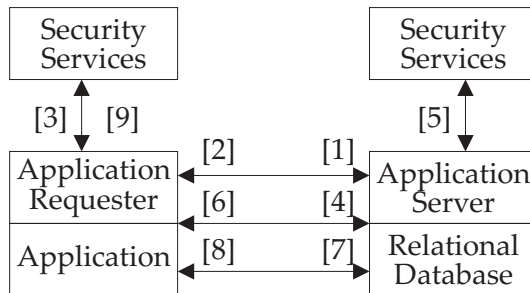 Security Services
Security Services
[3] [9]
[5]
[2] [1]
Application Requester
Application Server
[6] [4]
Application
[8] [7]
Relational Database